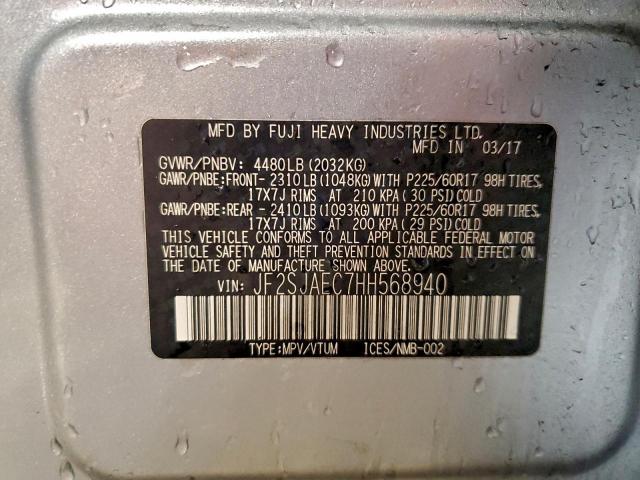 MFD BY FUJI HEAVY INDUSTRIES LTD.
MFD IN 03/17
GVWR/PNBV: 4480LB(2032KG)
GAWR/PNBE:FRONT-2310LB(1048KG)WITH P225/60R17 98H TIRES,
17X7J RIMS AT 210 KPA(30 PSI)COLD
GAWR/PNBE:REAR -2410LB(1093KG)WITH P225/60R17 98H TIRES,
17X7J RIMS AT 200 KPA(29 PSI)COLD
THIS VEHICLE CONFORMS TO ALL APPLICABLE FEDERAL MOTOR
VEHICLE SAFETY AND THEFT PREVENTION STANDARDS IN EFFECT
ON THE DATE OF MANUFACTURE SHOWN ABOVE.
VIN: JF2SJAEC7HH568940
TYPE:MPV/VTUM ICES/NMB-002